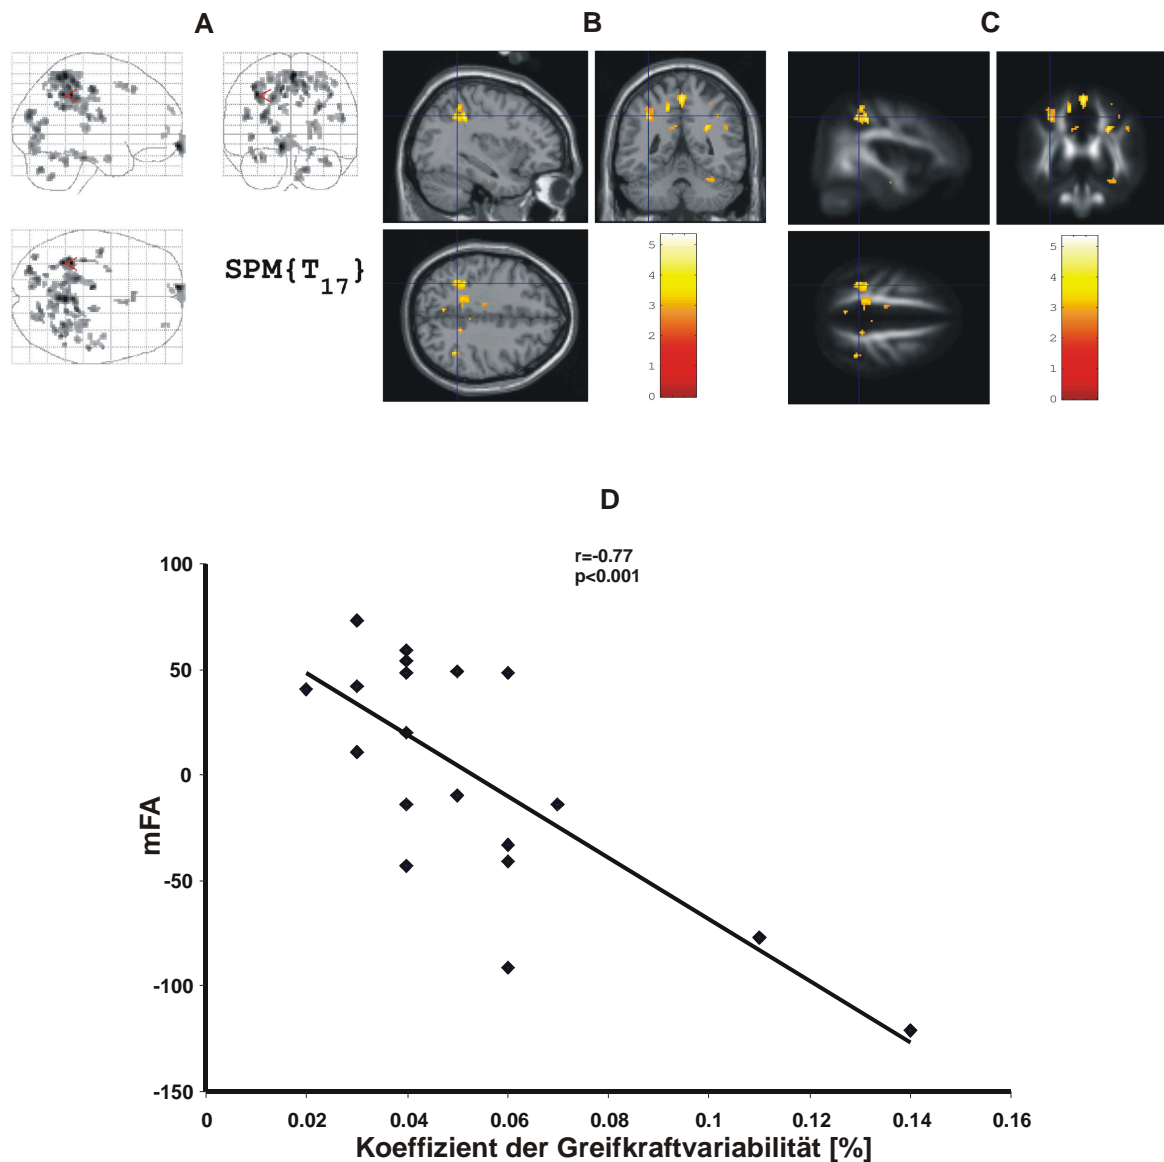 A
B
C
SPM{T17}
5
4
3
2
1
0
5
4
3
2
1
0
D
r=-0.77
p<0.001
100
50
0
-50
-100
-150
mFA
0 0.02 0.04 0.06 0.08 0.1 0.12 0.14 0.16
Koeffizient der Greifkraftvariabilität [%]